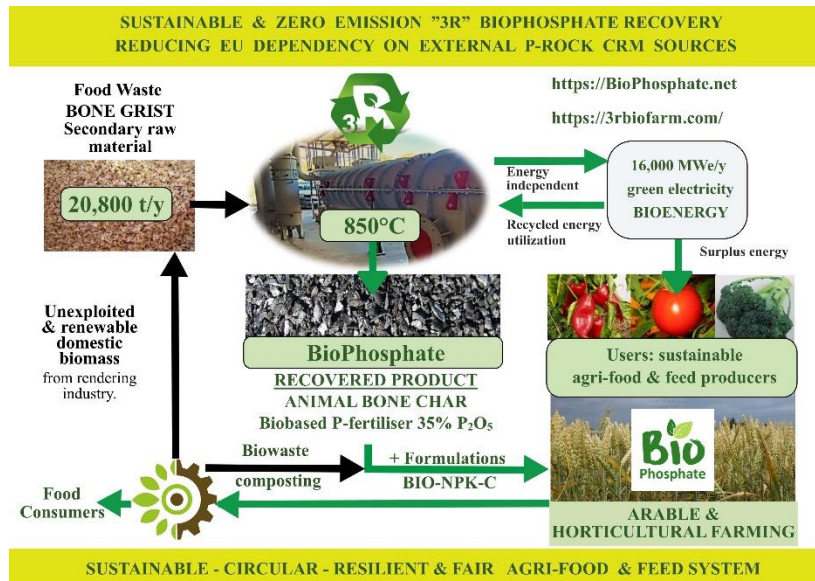 SUSTAINABLE & ZERO EMISSION ”3R” BIOPHOSPHATE RECOVERY
REDUCING EU DEPENDENCY ON EXTERNAL P-ROCK CRM SOURCES
Food Waste
BONE GRIST
Secondary raw
material
20,800 t/y
3R
850°C
https://BioPhosphate.net
https://3rbiofarm.com/
Energy
independent
Recycled energy
utilization
16,000 MWe/y
green electricity
BIOENERGY
Surplus energy
Unexploited
& renewable
domestic
biomass
from rendering
industry.
BioPhosphate
RECOVERED PRODUCT
ANIMAL BONE CHAR
Biobased P-fertiliser 35% P₂O₅
Users: sustainable
agri-food & feed producers
Biowaste
composting
+ Formulations
BIO-NPK-C
BIO
Phosphate
Food
Consumers
ARABLE &
HORTICULTURAL FARMING
SUSTAINABLE - CIRCULAR - RESILIENT & FAIR AGRI-FOOD & FEED SYSTEM